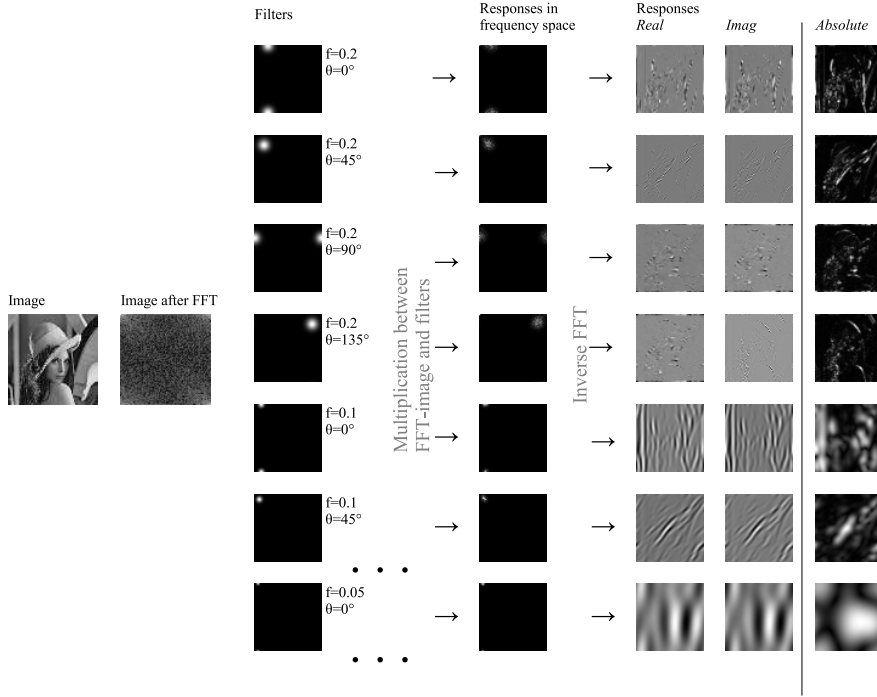 Filters
Responses in
frequency space
Responses
Real
Imag
Absolute
f=0.2
θ=0°
f=0.2
θ=45°
f=0.2
θ=90°
Image
Image after FFT
f=0.2
θ=135°
Multiplication between
FFT-image and filters
Inverse FFT
f=0.1
θ=0°
f=0.1
θ=45°
f=0.05
θ=0°